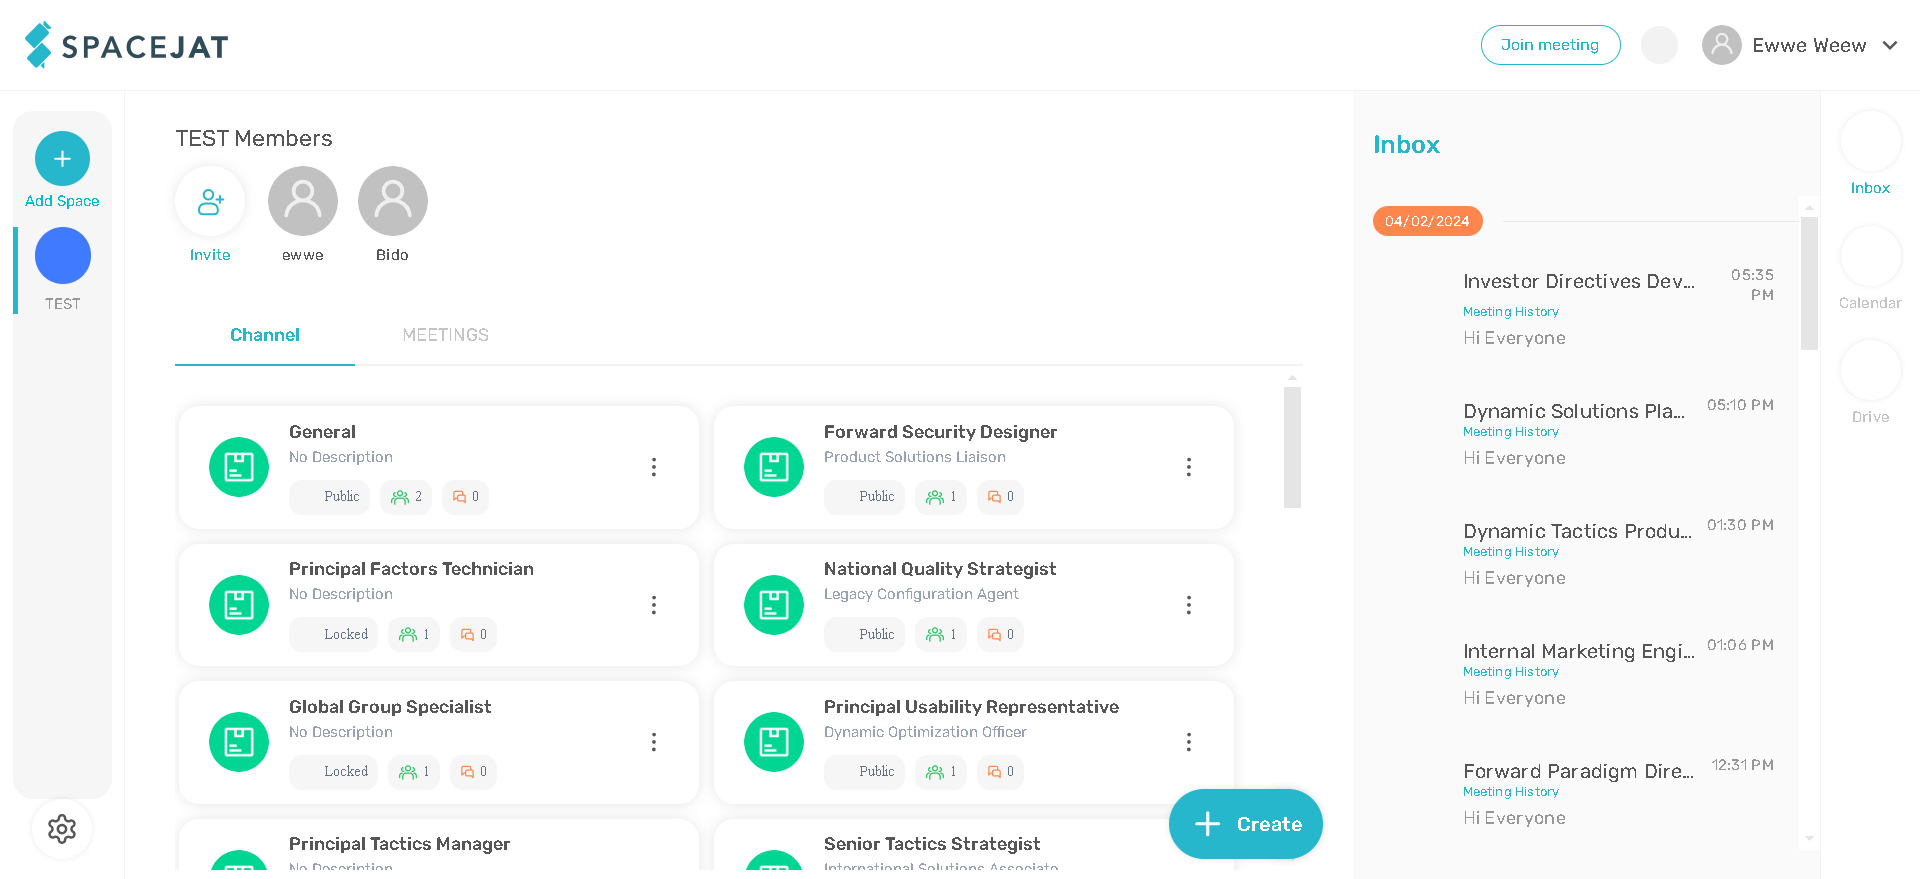 SPACEJAT
Join meeting
Ewwe Weew
Add Space
TEST
TEST Members
Invite
ewwe
Bido
Channel
MEETINGS
General
No Description
Public
2
0
Forward Security Designer
Product Solutions Liaison
Public
1
0
Principal Factors Technician
No Description
Locked
1
0
National Quality Strategist
Legacy Configuration Agent
Public
1
0
Global Group Specialist
No Description
Locked
1
0
Principal Usability Representative
Dynamic Optimization Officer
Public
1
0
Principal Tactics Manager
No Description
Senior Tactics Strategist
International Solutions Associate
Create
Inbox
04/02/2024
Investor Directives Dev...
05:35
PM
Meeting History
Hi Everyone
Dynamic Solutions Pla...
05:10 PM
Meeting History
Hi Everyone
Dynamic Tactics Produ...
01:30 PM
Meeting History
Hi Everyone
Internal Marketing Engi...
01:06 PM
Meeting History
Hi Everyone
Forward Paradigm Dire...
12:31 PM
Meeting History
Hi Everyone
Inbox
Calendar
Drive